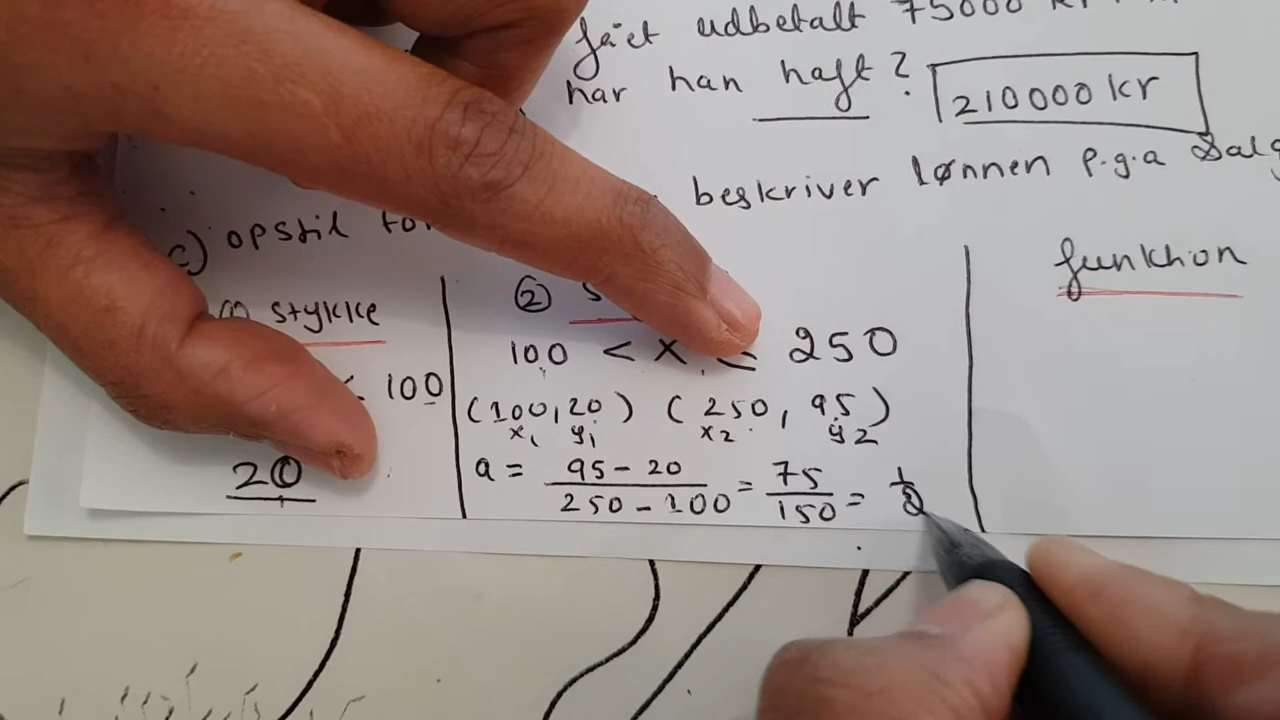 fået udbetalt 75000 kr
har han haft ? 210000 kr
beskriver lønnen p.g.a Salg
c) opstil
stykke
< 100
20
②
100 < x ≤ 250
(100,20) (250, 95)
x₁ y₁ x₂ y₂
a = 95 - 20 / 250 - 100 = 75 / 150 = 1/2
funktion